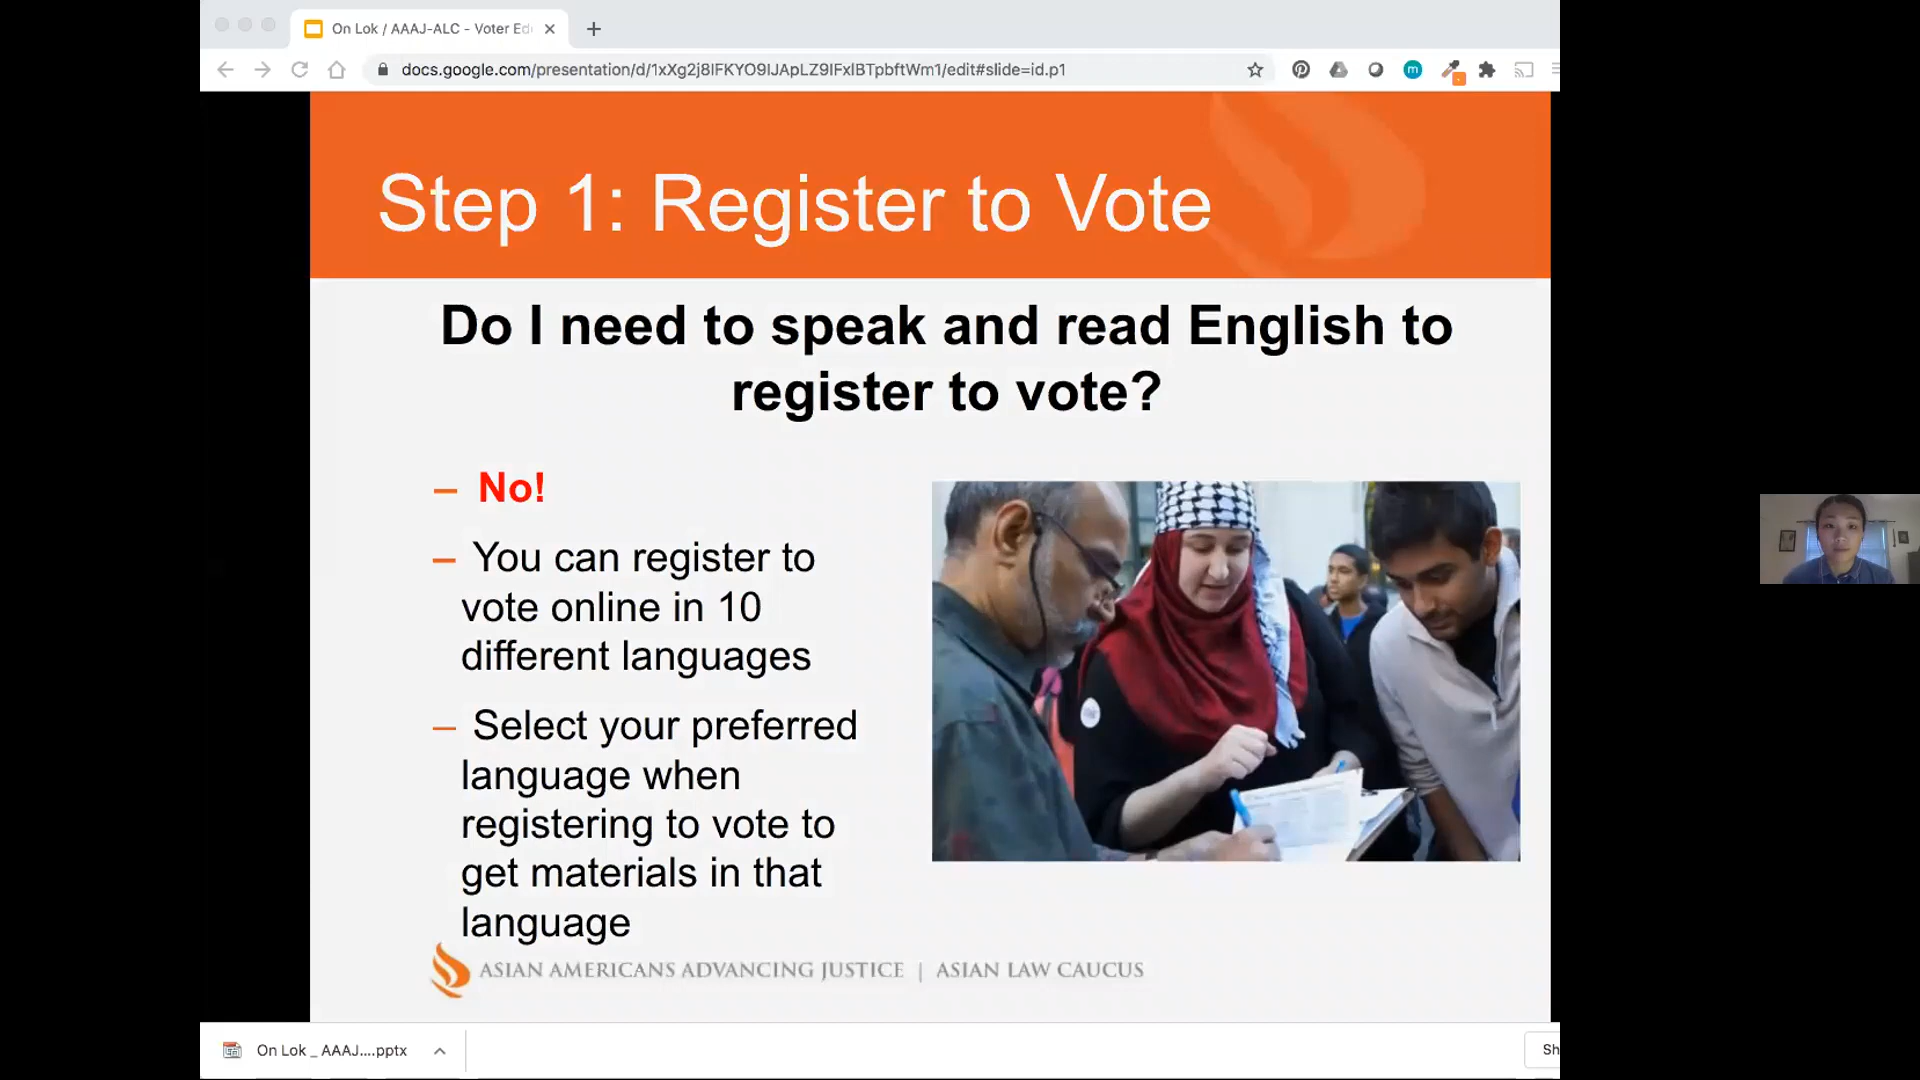 On Lok / AAAJ-ALC - Voter Ed
docs.google.com/presentation/d/1xXg2j8lFKYO9IJApLZ9IFxlBTpbftWm1/edit#slide=id.p1
m
Step 1: Register to Vote
Do I need to speak and read English to
register to vote?
– No!
– You can register to
vote online in 10
different languages
– Select your preferred
language when
registering to vote to
get materials in that
language
ASIAN AMERICANS ADVANCING JUSTICE | ASIAN LAW CAUCUS
On Lok _ AAAJ....pptx
Sh